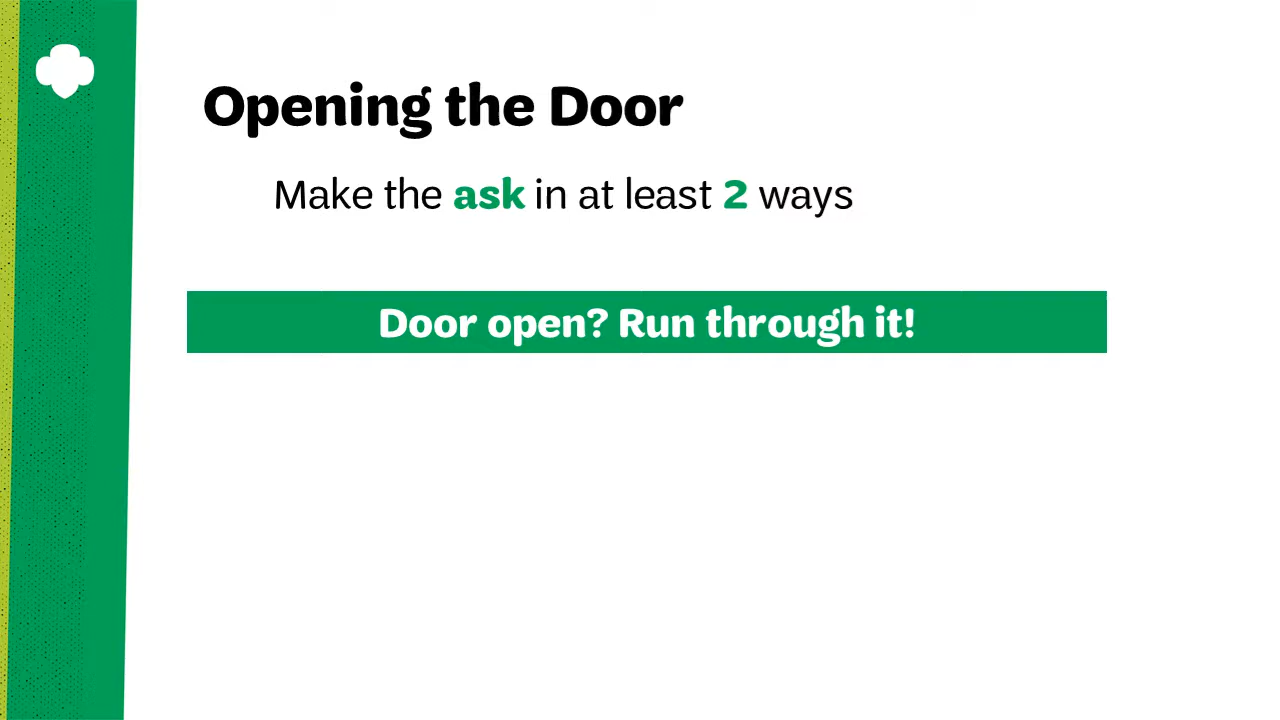 Opening the Door
Make the ask in at least 2 ways
Door open? Run through it!